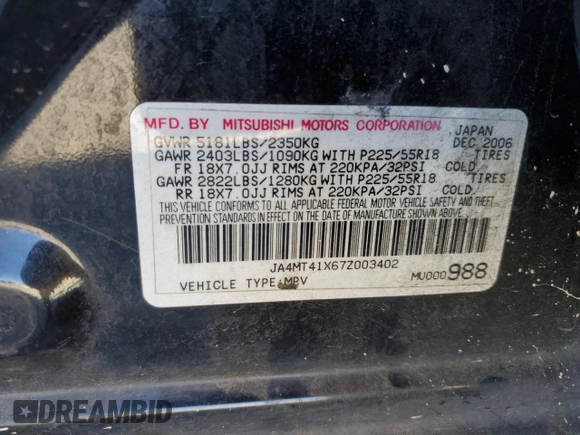 MFD. BY MITSUBISHI MOTORS CORPORATION JAPAN
GVWR 5181LBS/2350KG DEC 2006
GAWR 2403LBS/1090KG WITH P225/55R18 TIRES
FR 18X7.0JJ RIMS AT 220KPA/32PSI COLD
GAWR 2822LBS/1280KG WITH P225/55R18 TIRES
RR 18X7.0JJ RIMS AT 220KPA/32PSI COLD
THIS VEHICLE CONFORMS TO ALL APPLICABLE FEDERAL MOTOR VEHICLE SAFETY AND THEFT
PREVENTION STANDARDS IN EFFECT ON THE DATE OF MANUFACTURE SHOWN ABOVE.
JA4MT41X67Z003402
VEHICLE TYPE:MPV MU000988
DREAMBID